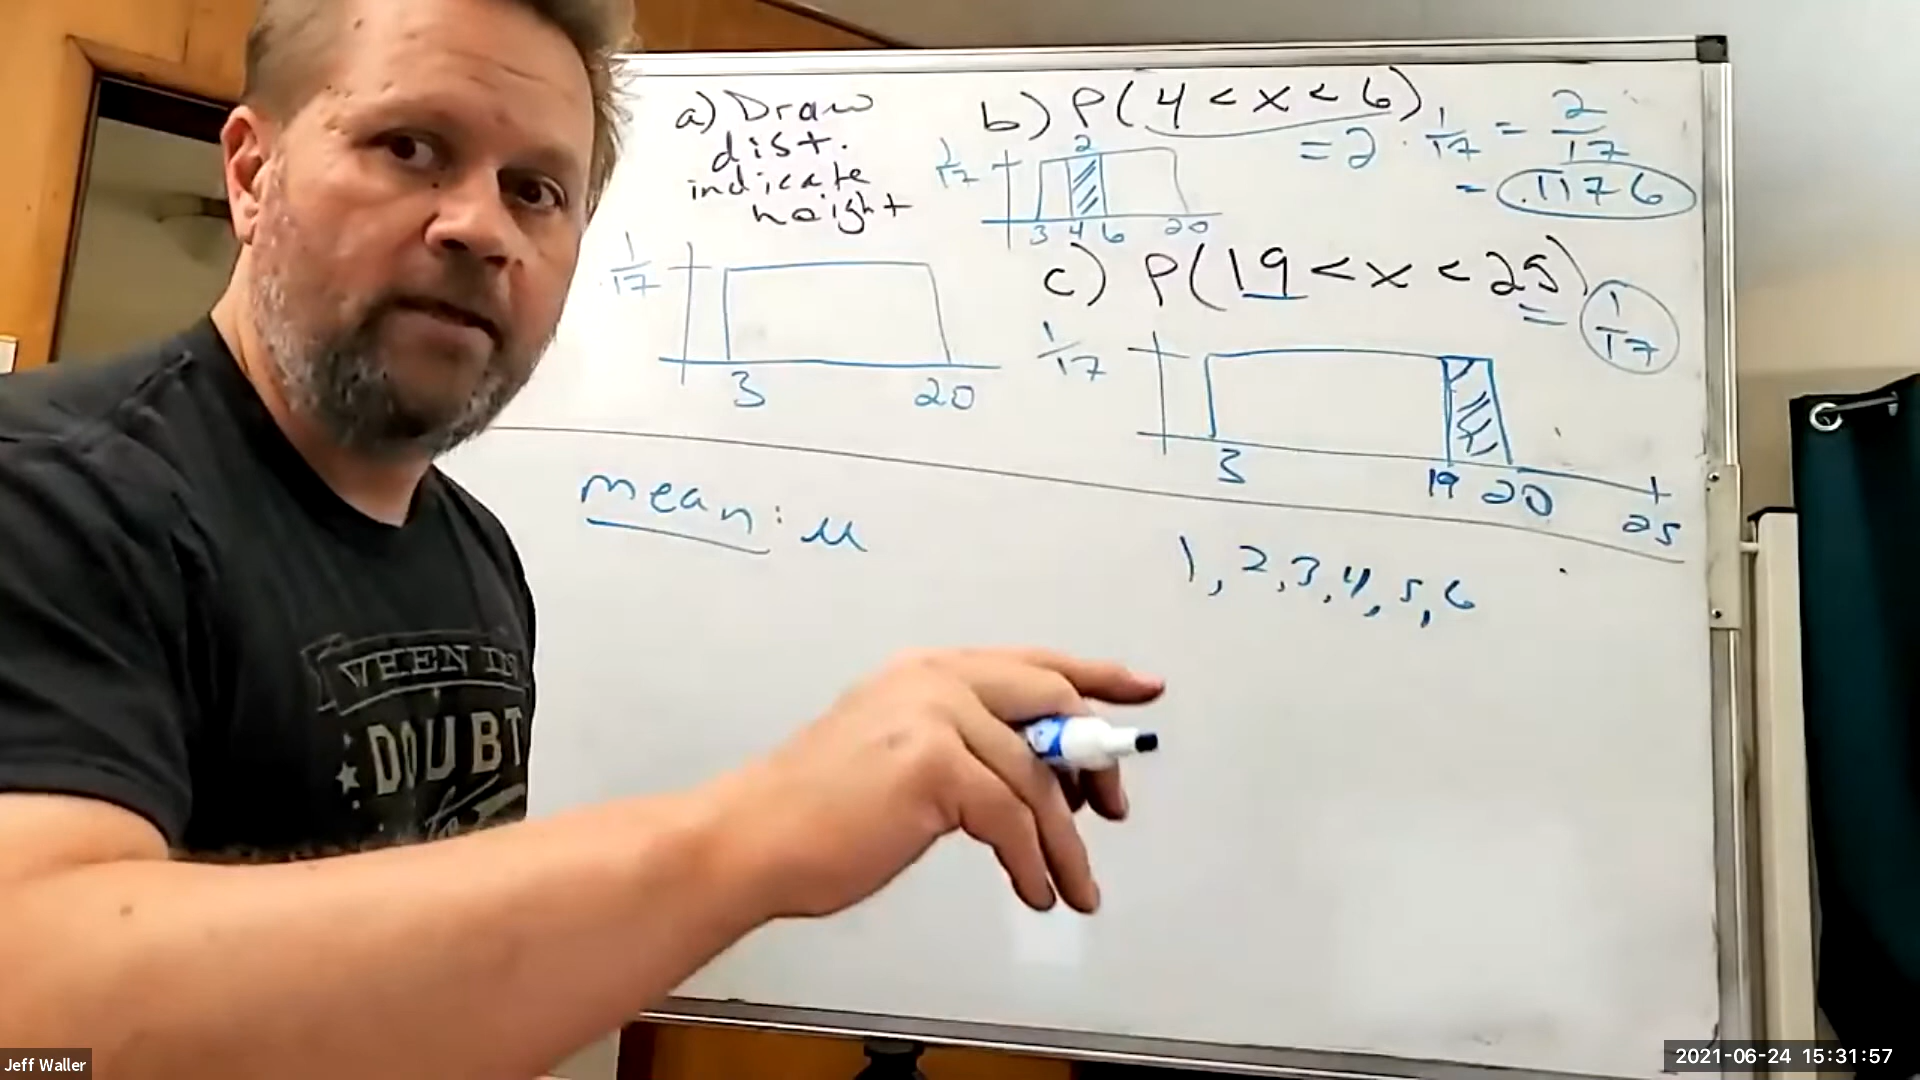 a) Draw
dist.
indicate
height
1/17
3 20
b) P(4 < x < 6)
= 2 · 1/17 = 2/17
= .1176
1/17
2
3 4 6 20
c) P(19 < x < 25)
= 1/17
1/17
3 19 20 25
mean: μ
1, 2, 3, 4, 5, 6
WHEN IN
DOUBT
Jeff Waller
2021-06-24 15:31:57